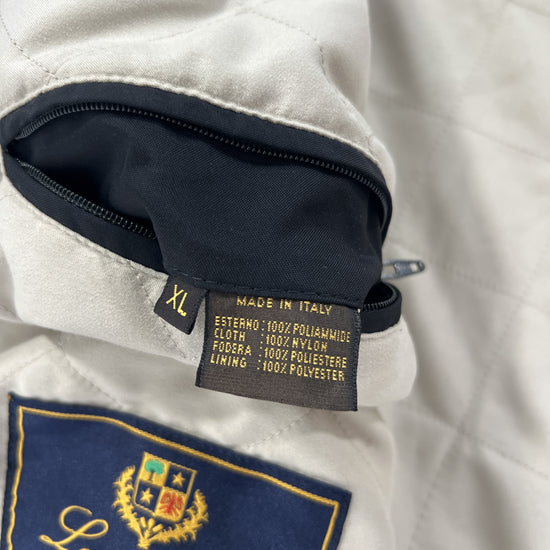 XL
MADE IN ITALY
ESTERNO : 100% POLIAMMIDE
CLOTH : 100% NYLON
FODERA : 100% POLIESTERE
LINING : 100% POLYESTER